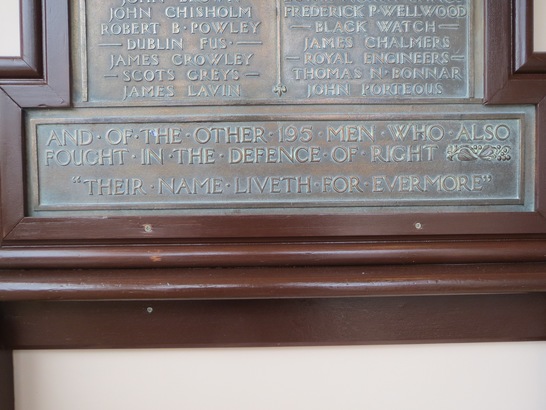 JOHN CHISHOLM
ROBERT B·POWLEY
DUBLIN FUS·
JAMES CROWLEY
SCOTS GREYS
JAMES LAVIN
FREDERICK P·WELLWOOD
BLACK WATCH
JAMES CHALMERS
ROYAL ENGINEERS
THOMAS N·BONNAR
JOHN PORTEOUS
AND·OF·THE·OTHER·195·MEN·WHO·ALSO
FOUGHT·IN·THE·DEFENCE·OF·RIGHT
"THEIR·NAME·LIVETH·FOR·EVERMORE"